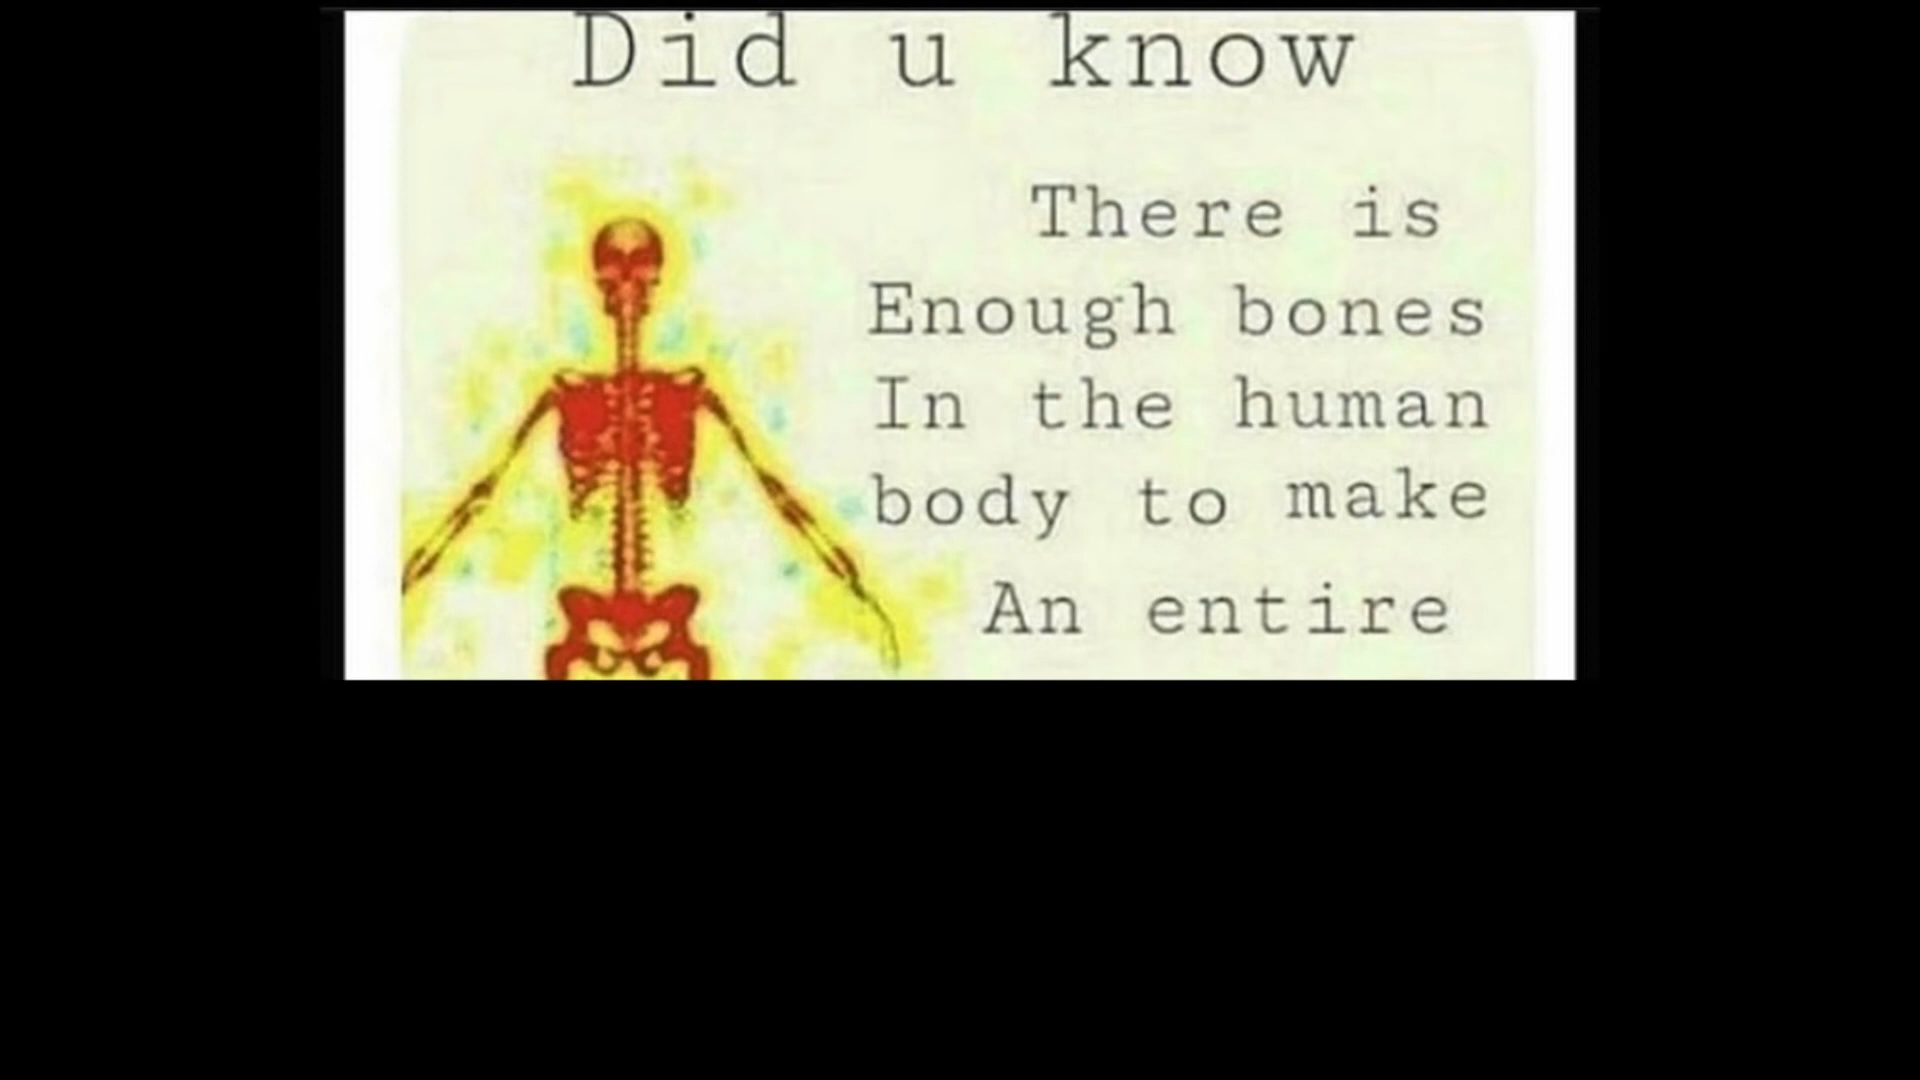 Did u know
There is
Enough bones
In the human
body to make
An entire